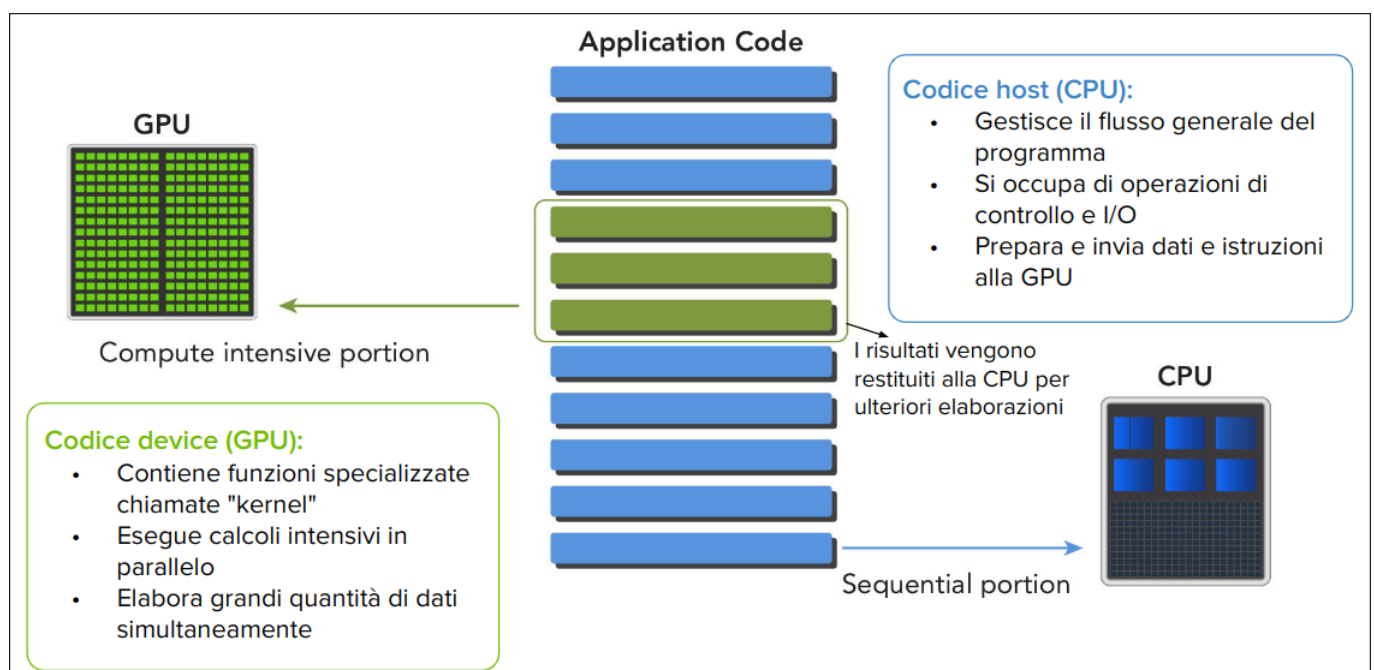 Application Code
GPU
Compute intensive portion
Codice host (CPU):
• Gestisce il flusso generale del
programma
• Si occupa di operazioni di
controllo e I/O
• Prepara e invia dati e istruzioni
alla GPU
I risultati vengono
restituiti alla CPU per
ulteriori elaborazioni
CPU
Codice device (GPU):
• Contiene funzioni specializzate
chiamate "kernel"
• Esegue calcoli intensivi in
parallelo
• Elabora grandi quantità di dati
simultaneamente
Sequential portion